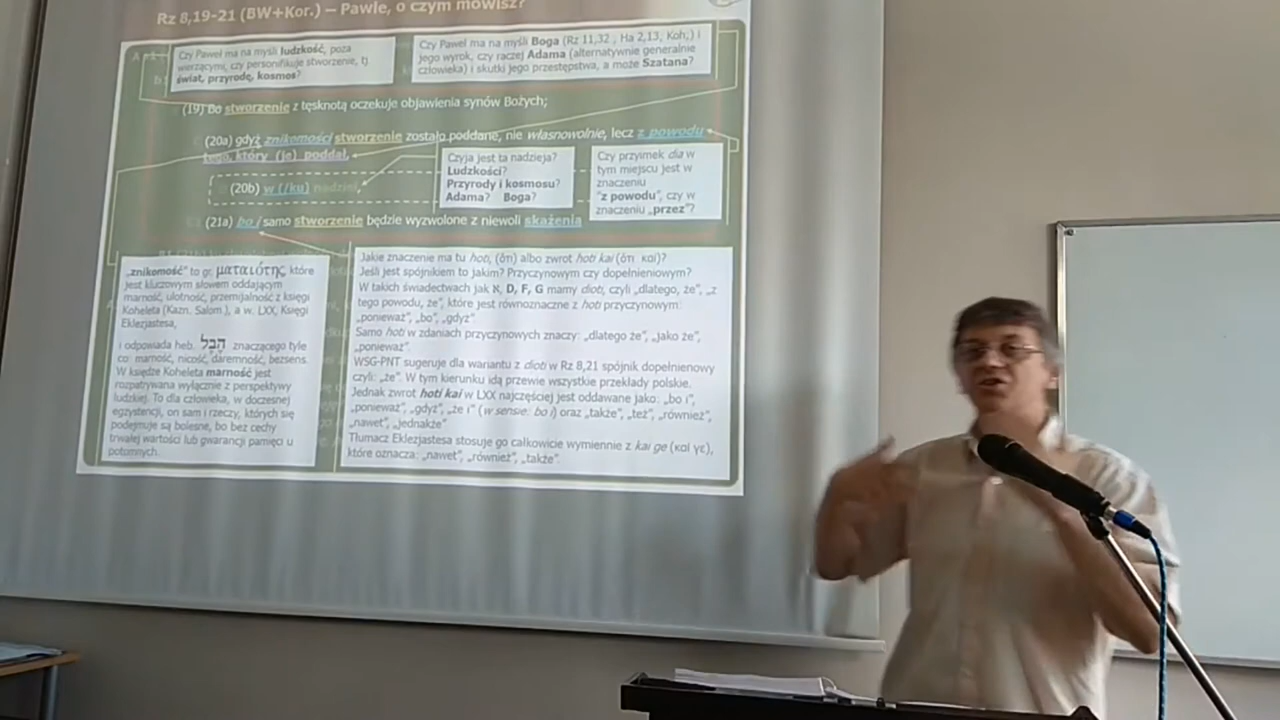 Rz 8,19-21 (BW+Kor.) – Pawle, o czym mówisz?
Czy Paweł ma na myśli ludzkość, poza
wierzącymi, czy personifikuje stworzenie, tj
świat, przyrodę, kosmos?
Czy Paweł ma na myśli Boga (Rz 11,32 , Ha 2,13, Koh,) i
jego wyrok, czy raczej Adama (alternatywnie generalnie
człowieka) i skutki jego przestępstwa, a może Szatana?
(19) Bo stworzenie z tęsknotą oczekuje objawienia synów Bożych;
(20a) gdyż znikomości stworzenie zostało poddane, nie własnowolnie, lecz z powodu
tego, który (je) poddał,
Czyja jest ta nadzieja?
Ludzkości?
Przyrody i kosmosu?
Adama? Boga?
Czy przyimek dia w
tym miejscu jest w
znaczeniu
"z powodu", czy w
znaczeniu „przez"?
(20b) w (/ku) nadziei,
(21a) bo i samo stworzenie będzie wyzwolone z niewoli skażenia
„znikomość" to gr. ματαιότης, które
jest kluczowym słowem oddającym
marność, ulotność, przemijalność z księgi
Koheleta (Kazn. Salom.), a w. LXX, Księgi
Eklezjastesa,
i odpowiada heb. הֶבֶל znaczącego tyle
co: marność, nicość, daremność, bezsens.
W księdze Koheleta marność jest
rozpatrywana wyłącznie z perspektywy
ludzkiej. To dla człowieka, w doczesnej
egzystencji, on sam i rzeczy, których się
podejmuje są bolesne, bo bez cechy
trwałej wartości lub gwarancji pamięci u
potomnych.
Jakie znaczenie ma tu hoti, (ὅτι) albo zwrot hoti kai (ὅτι καὶ)?
Jeśli jest spójnikiem to jakim? Przyczynowym czy dopełnieniowym?
W takich świadectwach jak א, D, F, G mamy dioti, czyli „dlatego, że", „z
tego powodu, że", które jest równoznaczne z hoti przyczynowym:
„ponieważ", „bo", „gdyż".
Samo hoti w zdaniach przyczynowych znaczy: „dlatego że", „jako że",
„ponieważ".
WSG-PNT sugeruje dla wariantu z dioti w Rz 8,21 spójnik dopełnieniowy
czyli: „że". W tym kierunku idą przewie wszystkie przekłady polskie.
Jednak zwrot hoti kai w LXX najczęściej jest oddawane jako: „bo i",
„ponieważ", „gdyż", „że i" (w sensie: bo i) oraz „także", „też", „również",
„nawet", „jednakże"
Tłumacz Eklezjastesa stosuje go całkowicie wymiennie z kai ge (καί γε),
które oznacza: „nawet", „również", „także".